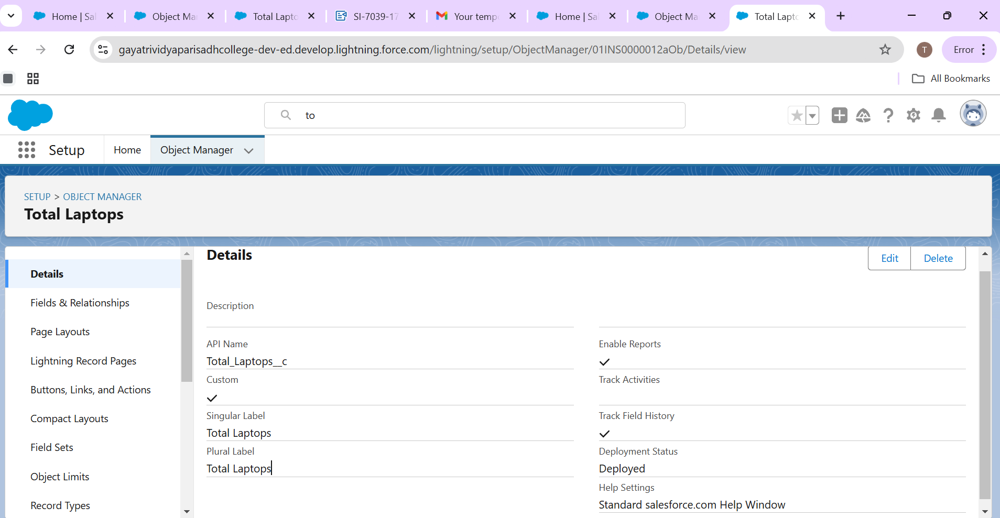 Home | Sal
Object Ma
Total Lapto
SI-7039-17
Your temp
Home | Sal
Object Ma
Total Lapto
gayatrividyaparisadhcollege-dev-ed.develop.lightning.force.com/lightning/setup/ObjectManager/01INS0000012aOb/Details/view
T
Error
All Bookmarks
to
Setup
Home
Object Manager
SETUP > OBJECT MANAGER
Total Laptops
Details
Fields & Relationships
Page Layouts
Lightning Record Pages
Buttons, Links, and Actions
Compact Layouts
Field Sets
Object Limits
Record Types
Details
Edit
Delete
Description
API Name
Total_Laptops__c
Custom
Singular Label
Total Laptops
Plural Label
Total Laptops
Enable Reports
Track Activities
Track Field History
Deployment Status
Deployed
Help Settings
Standard salesforce.com Help Window